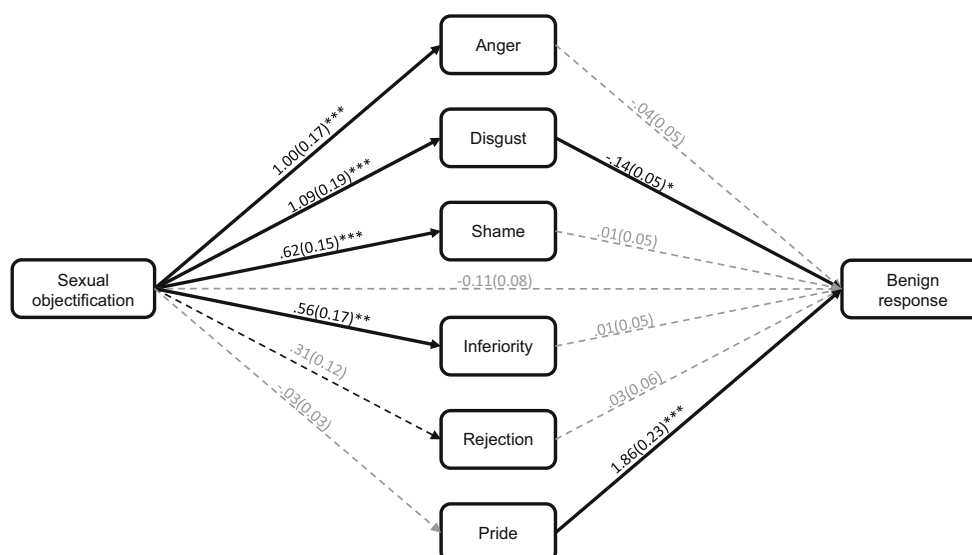 Anger
1.00(0.17)***
-.04(0.05)
Disgust
1.09(0.19)***
-.14(0.05)*
Shame
.62(0.15)***
.01(0.05)
Sexual
objectification
-0.11(0.08)
Benign
response
.56(0.17)**
Inferiority
.01(0.05)
.31(0.12)
.03(0.06)
-.03(0.03)
Rejection
1.86(0.23)***
Pride